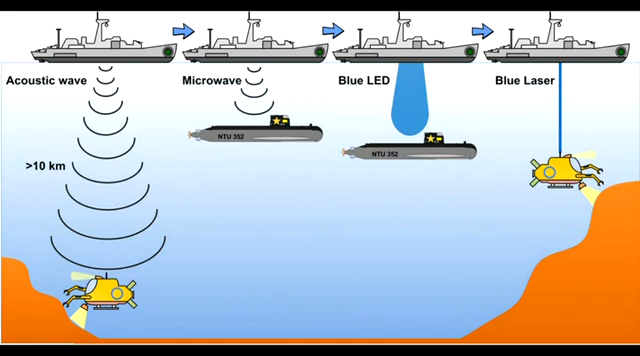 Acoustic wave
Microwave
Blue LED
Blue Laser
NTU 352
NTU 352
>10 km